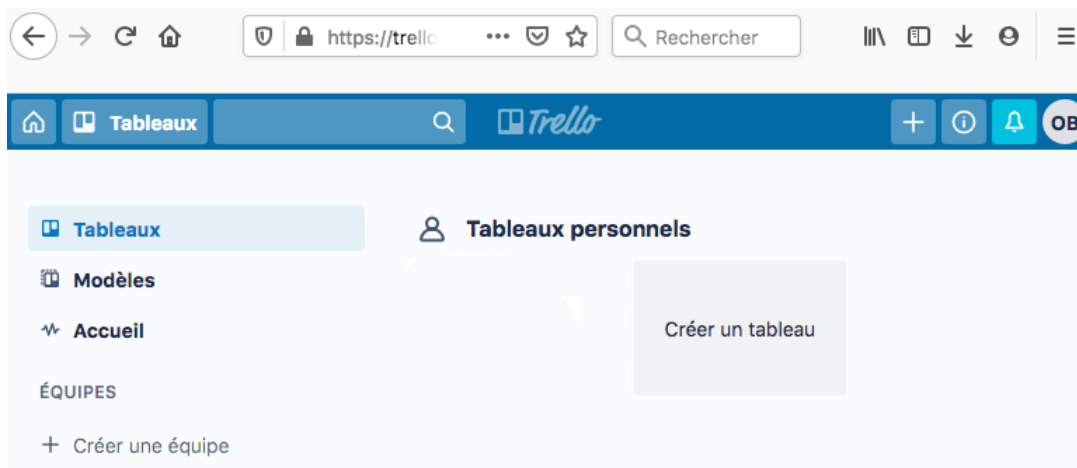 https://trello
Rechercher
Tableaux
Trello
OB
Tableaux
Tableaux personnels
Modèles
Accueil
Créer un tableau
ÉQUIPES
Créer une équipe